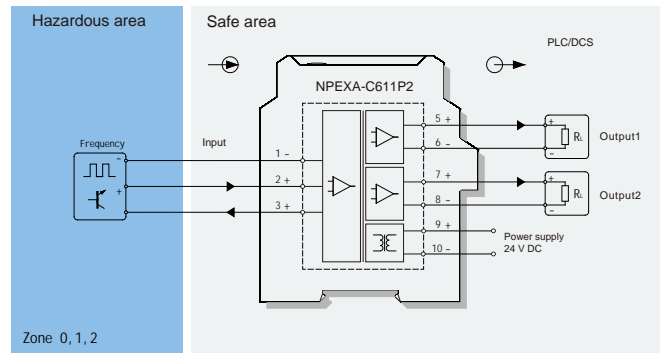 Hazardous area
Safe area
PLC/DCS
NPEXA-C611P2
Frequency
Input
1 -
2 +
3 +
5 +
6 -
7 +
8 -
9 +
10 -
-
+
+
-
RL
Output1
+
-
RL
Output2
Power supply
24 V DC
Zone 0, 1, 2